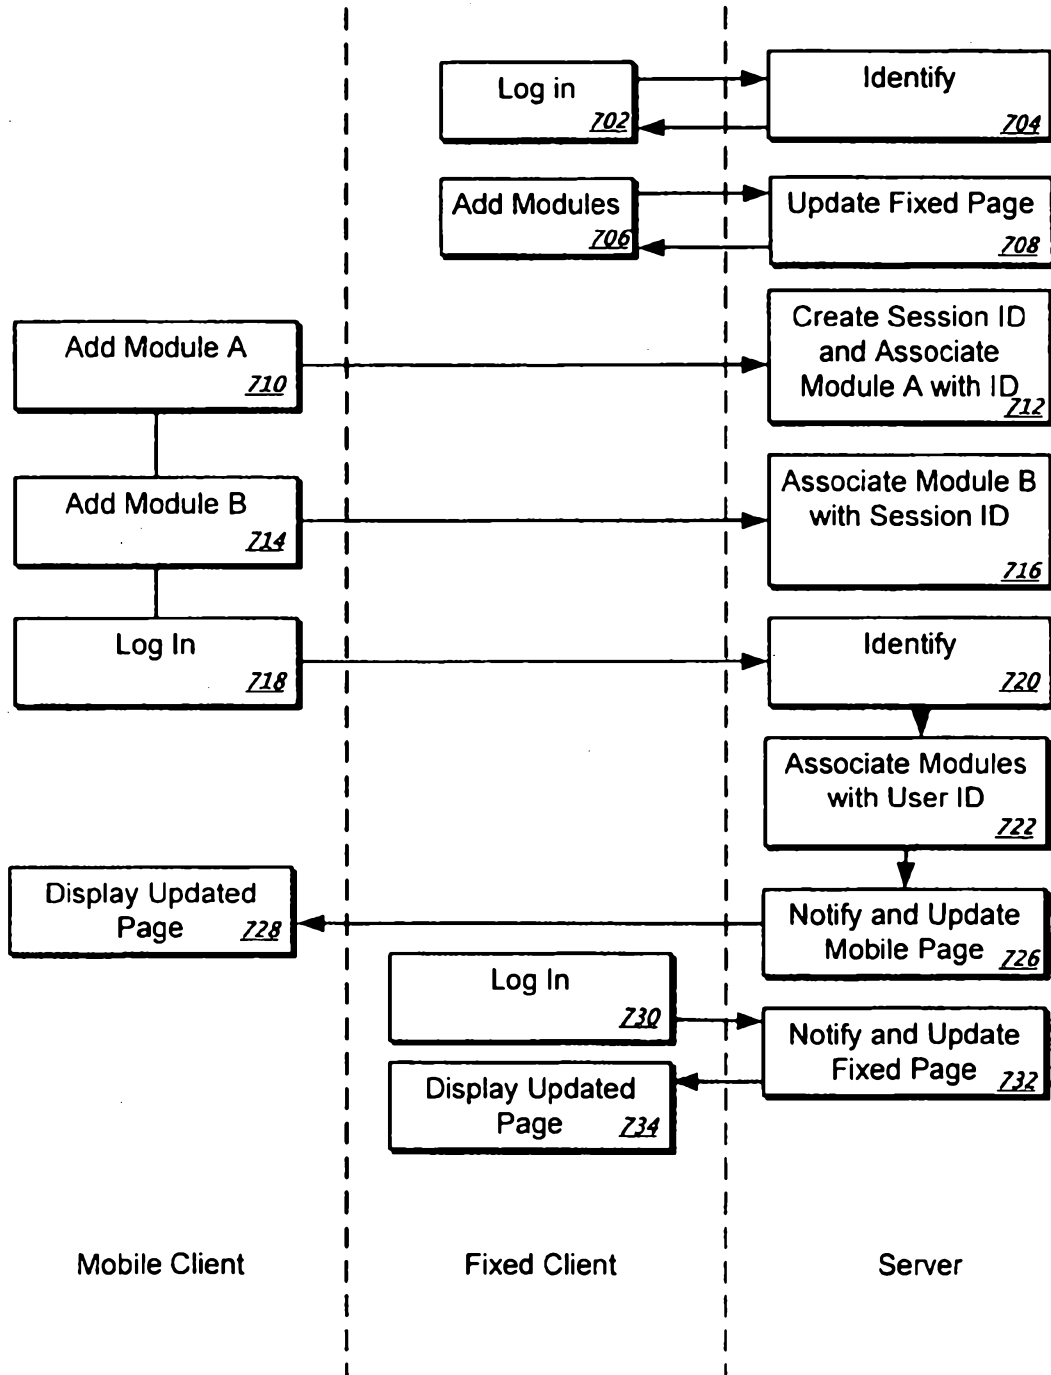 Log in
702
Identify
704
Add Modules
706
Update Fixed Page
708
Add Module A
710
Create Session ID
and Associate
Module A with ID
712
Add Module B
714
Associate Module B
with Session ID
716
Log In
718
Identify
720
Associate Modules
with User ID
722
Display Updated
Page 728
Notify and Update
Mobile Page 726
Log In
730
Notify and Update
Fixed Page 732
Display Updated
Page 734
Mobile Client
Fixed Client
Server